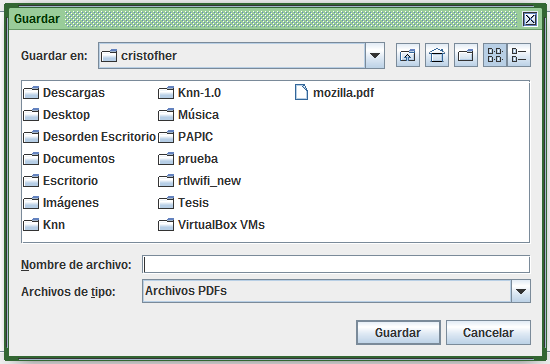 Guardar
Guardar en: cristofher
Descargas Knn-1.0 mozilla.pdf
Desktop Música
Desorden Escritorio PAPIC
Documentos prueba
Escritorio rtlwifi_new
Imágenes Tesis
Knn VirtualBox VMs
Nombre de archivo:
Archivos de tipo: Archivos PDFs
Guardar Cancelar